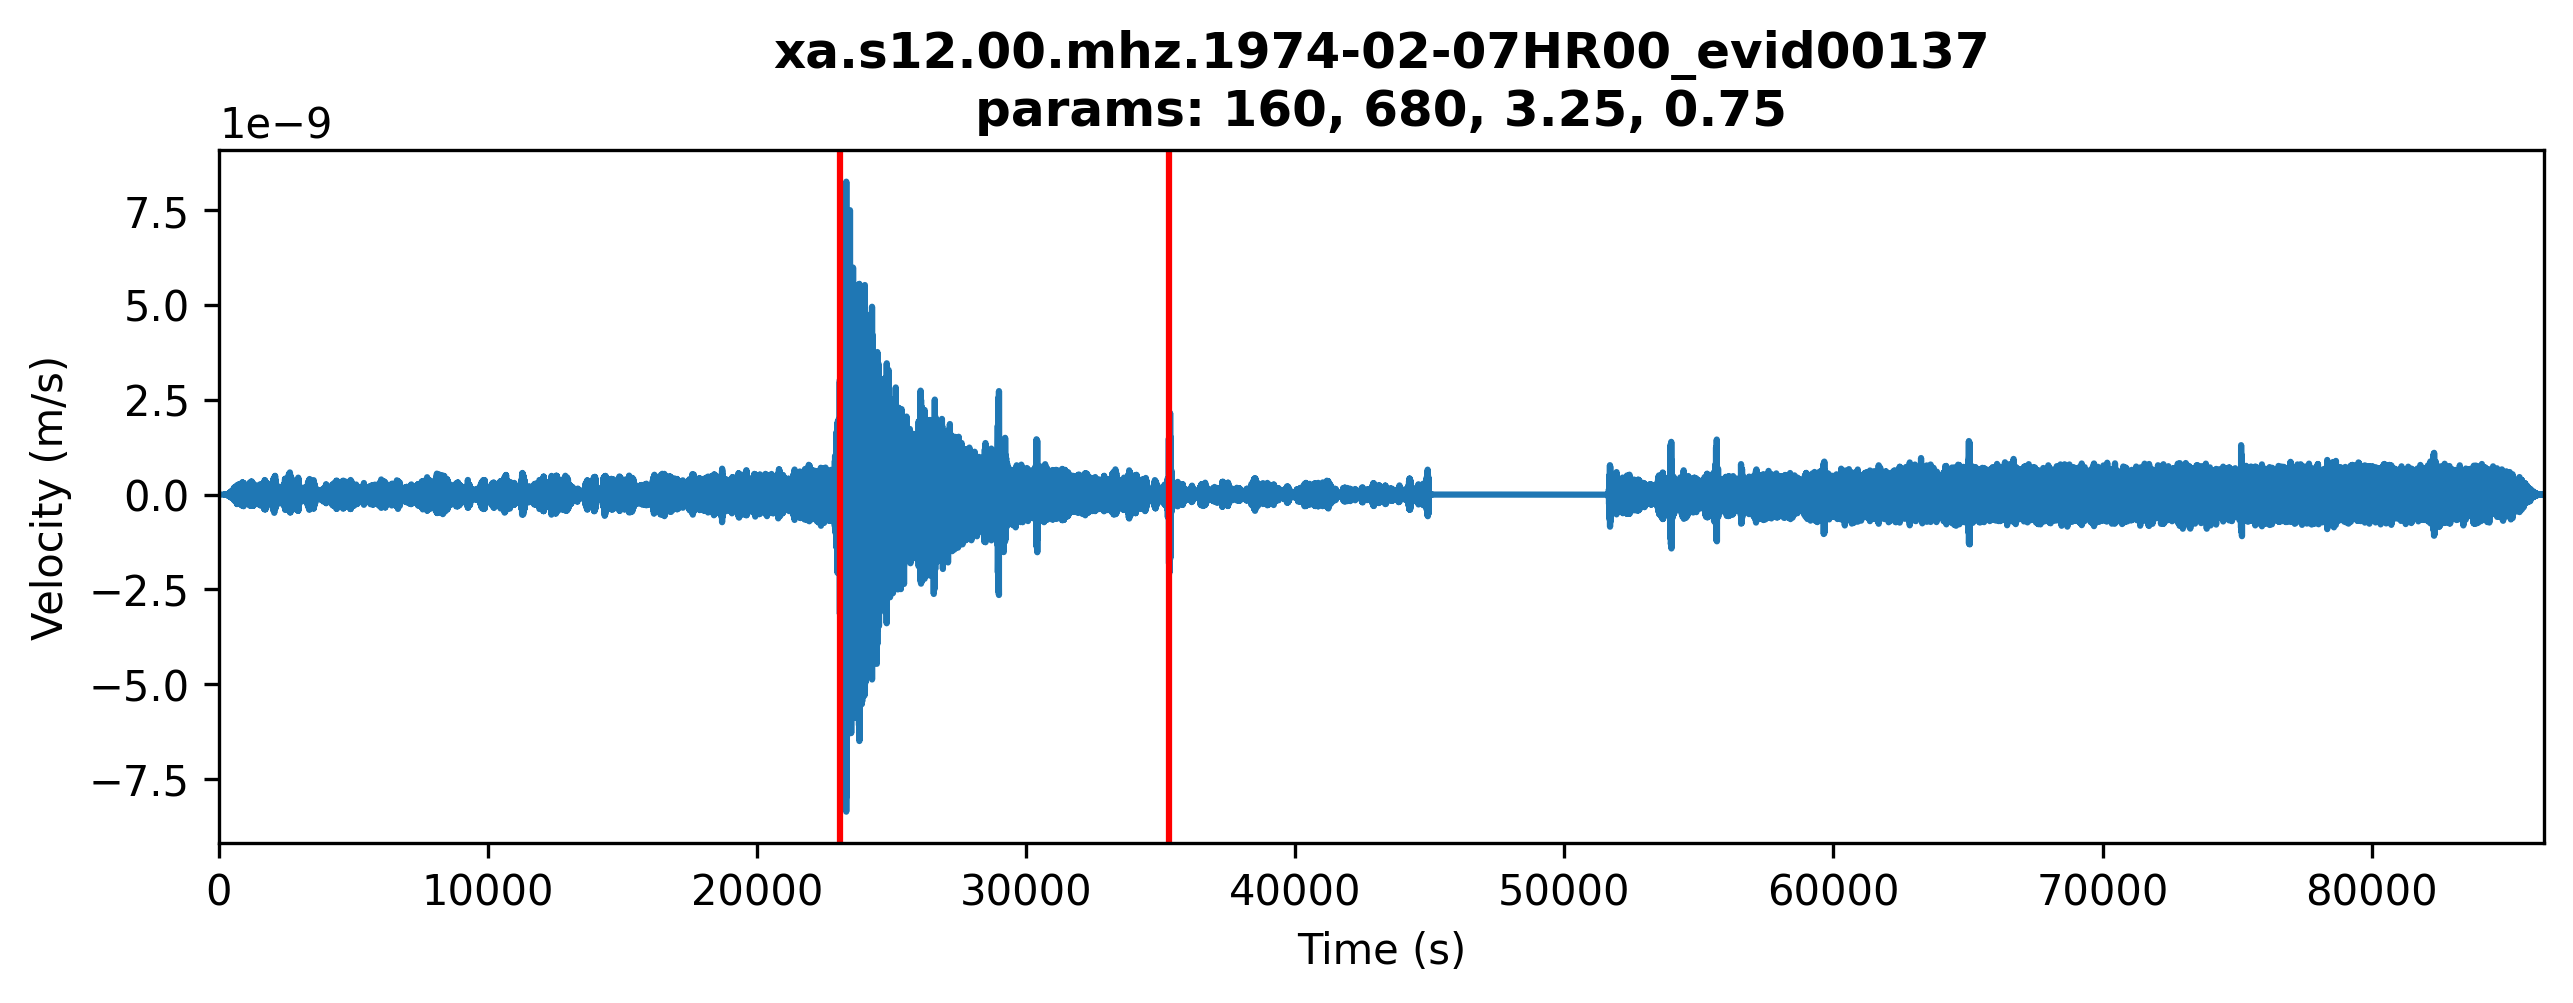 xa.s12.00.mhz.1974-02-07HR00_evid00137
params: 160, 680, 3.25, 0.75
1e−9
7.5
5.0
2.5
0.0
−2.5
−5.0
−7.5
Velocity (m/s)
0 10000 20000 30000 40000 50000 60000 70000 80000
Time (s)